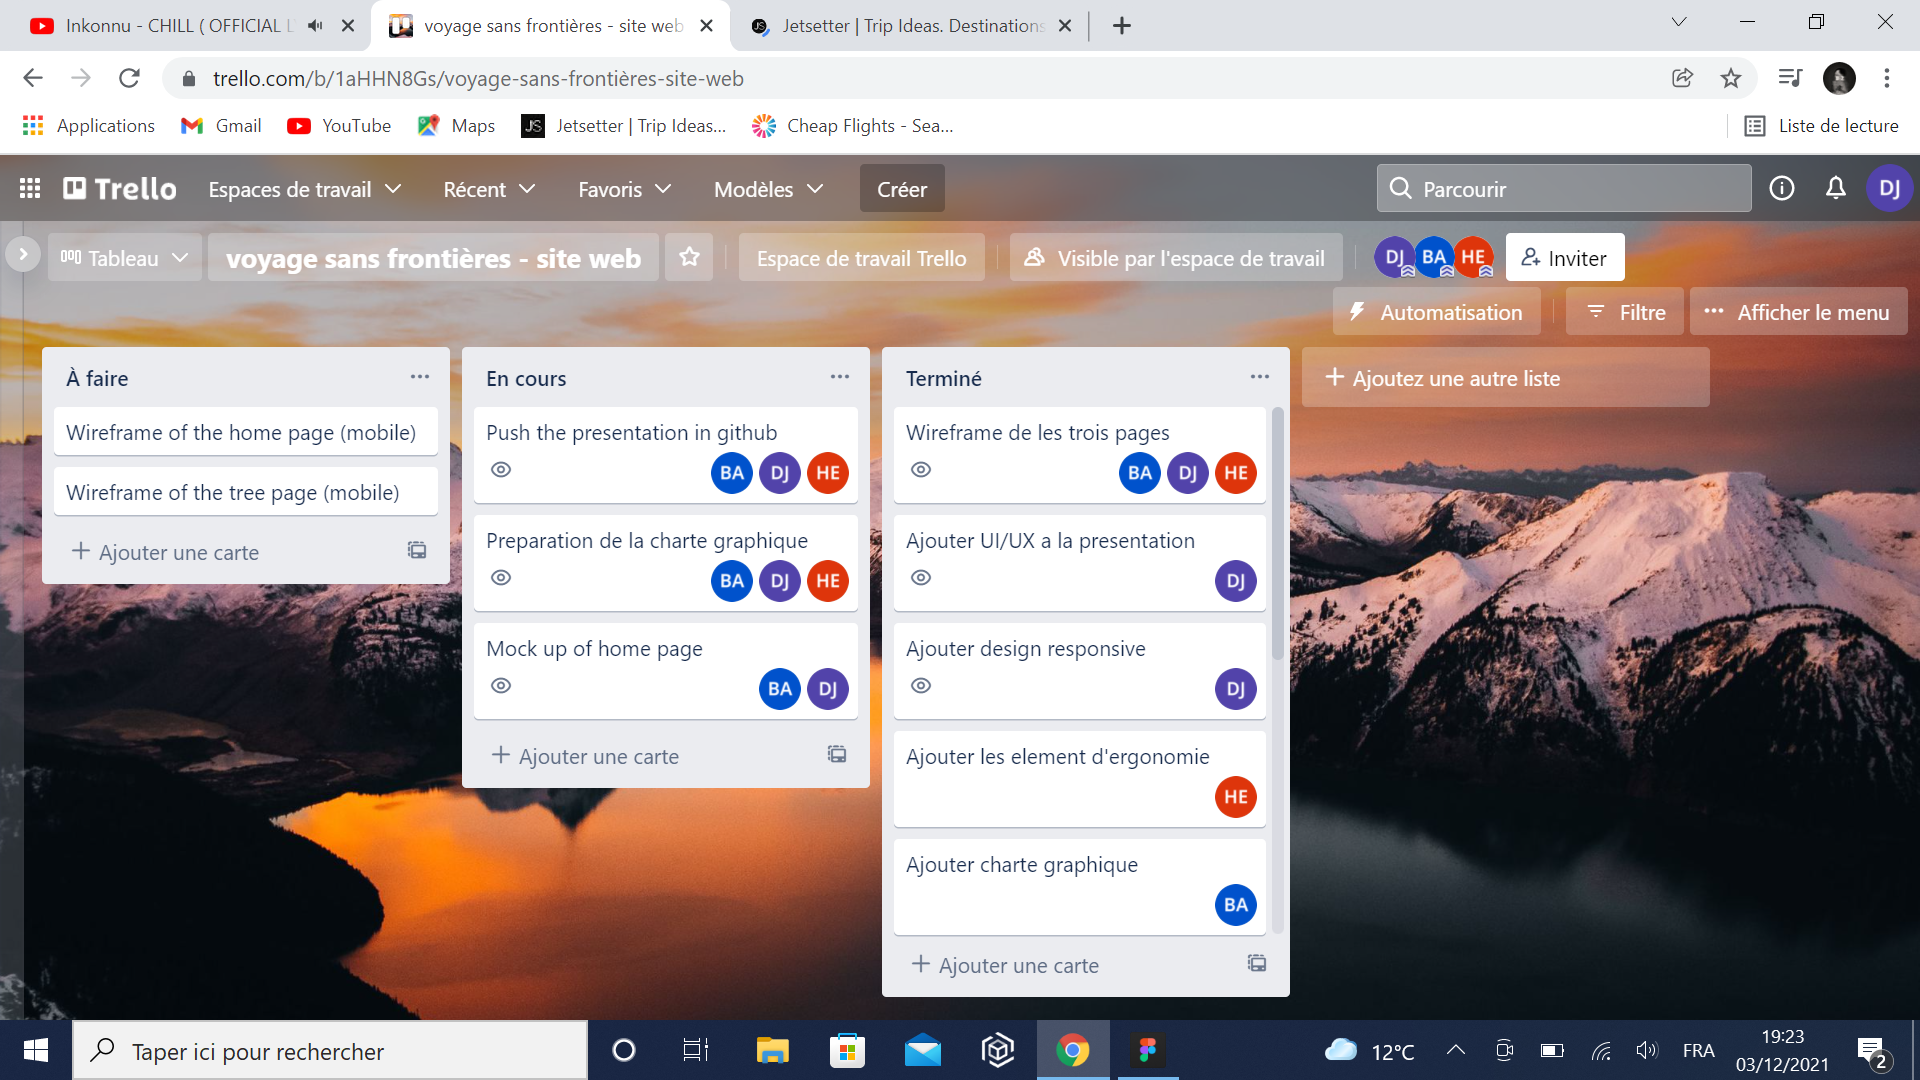 Inkonnu - CHILL ( OFFICIAL L
voyage sans frontières - site web
Jetsetter | Trip Ideas. Destinations
trello.com/b/1aHHN8Gs/voyage-sans-frontières-site-web
Applications
Gmail
YouTube
Maps
JS
Jetsetter | Trip Ideas...
Cheap Flights - Sea...
Liste de lecture
Trello
Espaces de travail
Récent
Favoris
Modèles
Créer
Parcourir
DJ
Tableau
voyage sans frontières - site web
Espace de travail Trello
Visible par l'espace de travail
DJ
BA
HE
Inviter
Automatisation
Filtre
Afficher le menu
À faire
Wireframe of the home page (mobile)
Wireframe of the tree page (mobile)
Ajouter une carte
En cours
Push the presentation in github
BA DJ HE
Preparation de la charte graphique
BA DJ HE
Mock up of home page
BA DJ
Ajouter une carte
Terminé
Wireframe de les trois pages
BA DJ HE
Ajouter UI/UX a la presentation
DJ
Ajouter design responsive
DJ
Ajouter les element d'ergonomie
HE
Ajouter charte graphique
BA
Ajouter une carte
Ajoutez une autre liste
Taper ici pour rechercher
12°C
FRA
19:23
03/12/2021
2